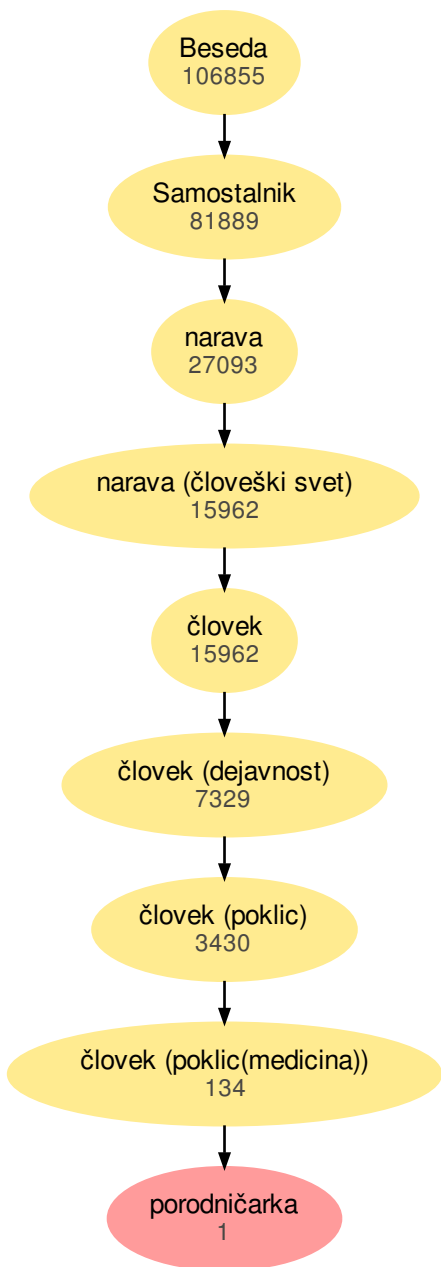 Beseda
106855
Samostalnik
81889
narava
27093
narava (človeški svet)
15962
človek
15962
človek (dejavnost)
7329
človek (poklic)
3430
človek (poklic(medicina))
134
porodničarka
1